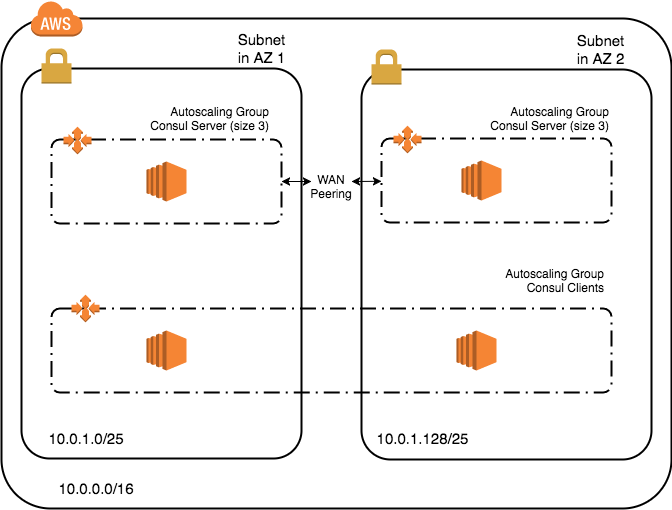 AWS
Subnet
in AZ 1
Subnet
in AZ 2
Autoscaling Group
Consul Server (size 3)
Autoscaling Group
Consul Server (size 3)
WAN
Peering
Autoscaling Group
Consul Clients
10.0.1.0/25
10.0.1.128/25
10.0.0.0/16